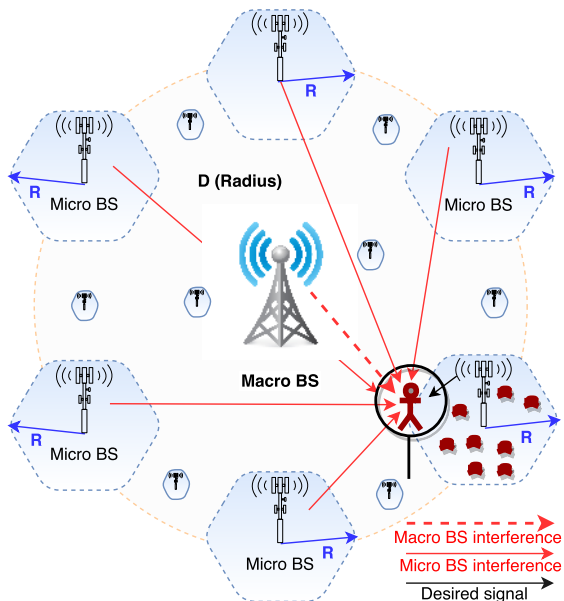 R
R
Micro BS
D (Radius)
R
Micro BS
Macro BS
R
Micro BS
R
R
Micro BS
Macro BS interference
Micro BS interference
Desired signal